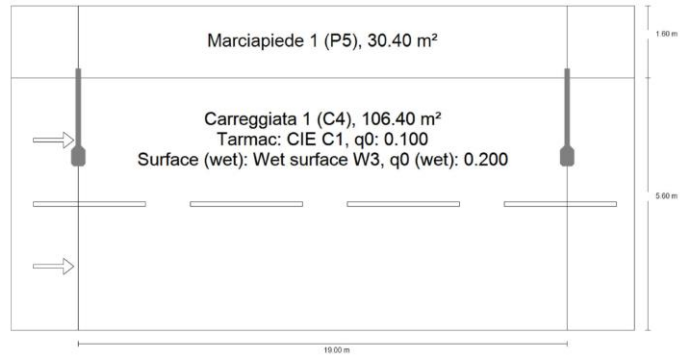 Marciapiede 1 (P5), 30.40 m²
1.60 m
Carreggiata 1 (C4), 106.40 m²
Tarmac: CIE C1, q0: 0.100
Surface (wet): Wet surface W3, q0 (wet): 0.200
5.60 m
19.00 m